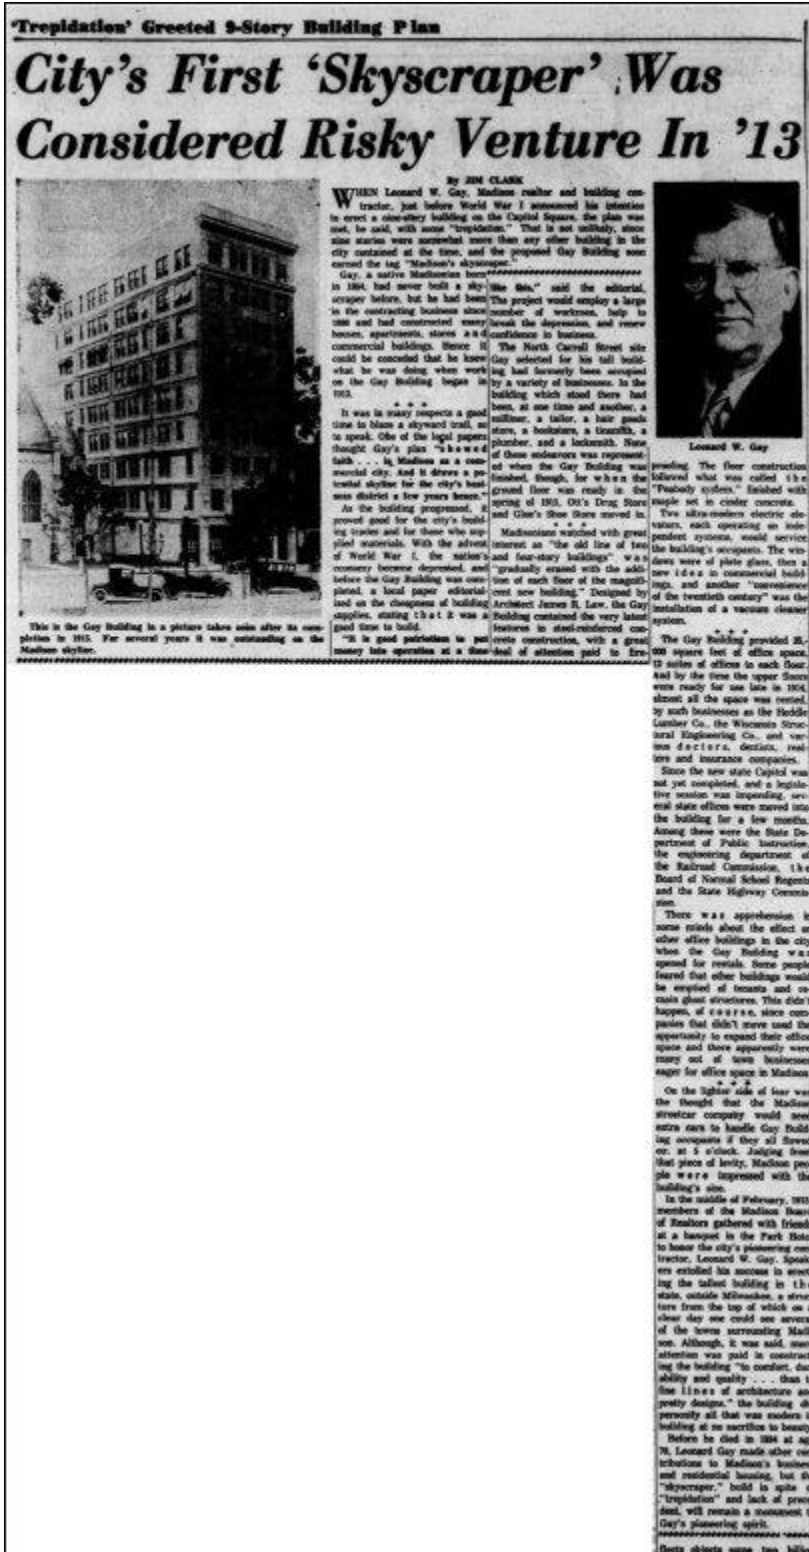 'Trepidation' Greeted 9-Story Building Plan
City's First 'Skyscraper' Was
Considered Risky Venture In '13
By JIM CLARK
WHEN Leonard W. Gay, Madison realtor and building con-
tractor, just before World War I announced his intention
to erect a nine-story building on the Capitol Square, the plan was
met, he said, with some "trepidation." That is not unlikely, since
nine stories were somewhat more than any other building in the
city contained at the time, and the proposed Gay Building soon
earned the tag "Madison's skyscraper."
Gay, a native Madisonian born
in had never built a sky-
scraper before, but he had been
in the contracting business since
and had constructed many
houses, apartments, stores and
commercial buildings. Hence it
could be conceded that he knew
what he was doing when work
on the Gay Building began in
1913.
* * *
It was in many respects a good
time to blaze a skyward trail, so
to speak. One of the local papers
thought Gay's plan "showed
faith . . . in Madison as a com-
mercial city. And it draws a po-
tential skyline for the city's busi-
ness district a few years hence."
As the building progressed, it
proved good for the city's build-
ing trades and for those who sup-
plied materials. With the advent
of World War I, the nation's
economy became depressed, and
before the Gay Building was com-
pleted, a local paper editorial-
ized on the cheapness of building
supplies, stating that it was a
good time to build.
"It is good patriotism to put
money into operation at a time
like this," said the editorial.
The project would employ a large
number of workmen, help to
break the depression, and renew
confidence in business.
The North Carroll Street site
Gay selected for his tall build-
ing had formerly been occupied
by a variety of businesses. In the
building which stood there had
been, at one time and another, a
milliner, a tailor, a hair goods
store, a bookstore, a tinsmith, a
plumber, and a locksmith. None
of these endeavors was represent-
ed when the Gay Building was
finished, though, for when the
ground floor was ready in the
spring of Ott's Drug Store
and Shoe Store moved in.
* * *
Madisonians watched with great
interest as "the old line of two
and four-story buildings" was
"gradually erased with the addi-
tion of each floor of the magnifi-
cent new building." Designed by
Architect James R. Law, the Gay
Building contained the very latest
features in steel-reinforced con-
crete construction, with a great
deal of attention paid to fire-
Leonard W. Gay
proofing. The floor construction
followed what was called the
"Peabody system," finished with
maple set in cinder concrete.
Two ultra-modern electric ele-
vators, each operating on inde-
pendent systems, would service
the building's occupants. The win-
dows were of plate glass, then a
new idea in commercial build-
ings, and another "convenience
of the twentieth century" was the
installation of a vacuum cleaner
system.
* * *
The Gay Building provided
000 square feet of office space,
12 suites of offices to each floor.
And by the time the upper floors
were ready for use late in
almost all the space was rented,
by such businesses as the Heddle
Lumber Co., the Wisconsin Struc-
tural Engineering Co., and var-
ious doctors, dentists, real-
tors and insurance companies.
Since the new state Capitol was
not yet completed, and a legisla-
tive session was impending, sev-
eral state offices were moved into
the building for a few months.
Among these were the State De-
partment of Public Instruction,
the engineering department of
the Railroad Commission, the
Board of Normal School Regents
and the State Highway Commis-
sion.
There was apprehension in
some minds about the effect on
other office buildings in the city
when the Gay Building was
opened for rentals. Some people
feared that other buildings would
be emptied of tenants and re-
main ghost structures. This didn't
happen, of course, since com-
panies that didn't move used the
opportunity to expand their office
space and there apparently were
many out of town businesses
eager for office space in Madison.
* * *
On the lighter side of fear was
the thought that the Madison
streetcar company would need
extra cars to handle Gay Build-
ing occupants if they all flowed
at 5 o'clock. Judging from
that piece of levity, Madison peo-
ple were impressed with the
building's size.
In the middle of February,
members of the Madison Board
of Realtors gathered with friends
at a banquet in the Park Hotel
to honor the city's pioneering con-
tractor, Leonard W. Gay. Speak-
ers extolled his success in erect-
ing the tallest building in the
state, outside Milwaukee, a struc-
ture from the top of which on a
clear day one could see several
of the towns surrounding Madi-
son. Although, it was said, more
attention was paid in construct-
ing the building "to comfort, dur-
ability and quality . . . than to
fine lines of architecture and
pretty designs," the building did
personify all that was modern in
building at no sacrifice to beauty.
Before he died in at age
Leonard Gay made other con-
tributions to Madison's business
and residential housing, but the
"skyscraper," build in spite of
"trepidation" and lack of prece-
dent, will remain a monument to
Gay's pioneering spirit.
This is the Gay Building in a picture taken soon after its com-
pletion in 1915. For several years it was outstanding on the
Madison skyline.